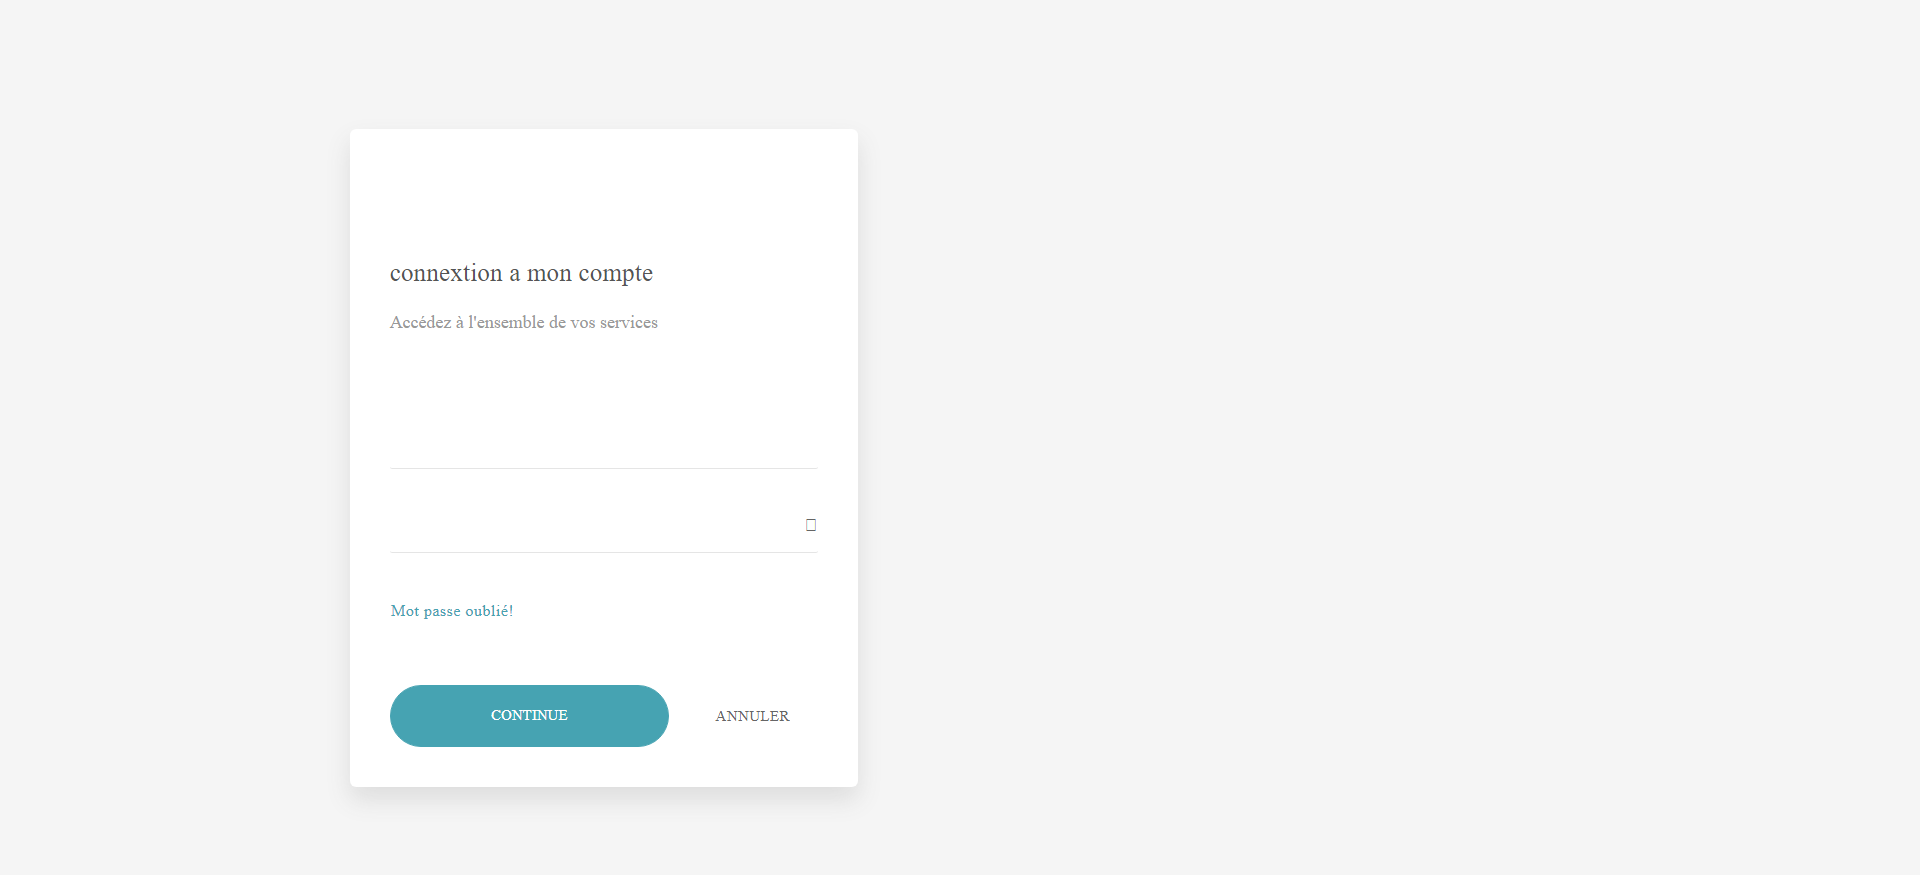 connextion a mon compte
Accédez à l'ensemble de vos services
Mot passe oublié!
CONTINUE
ANNULER